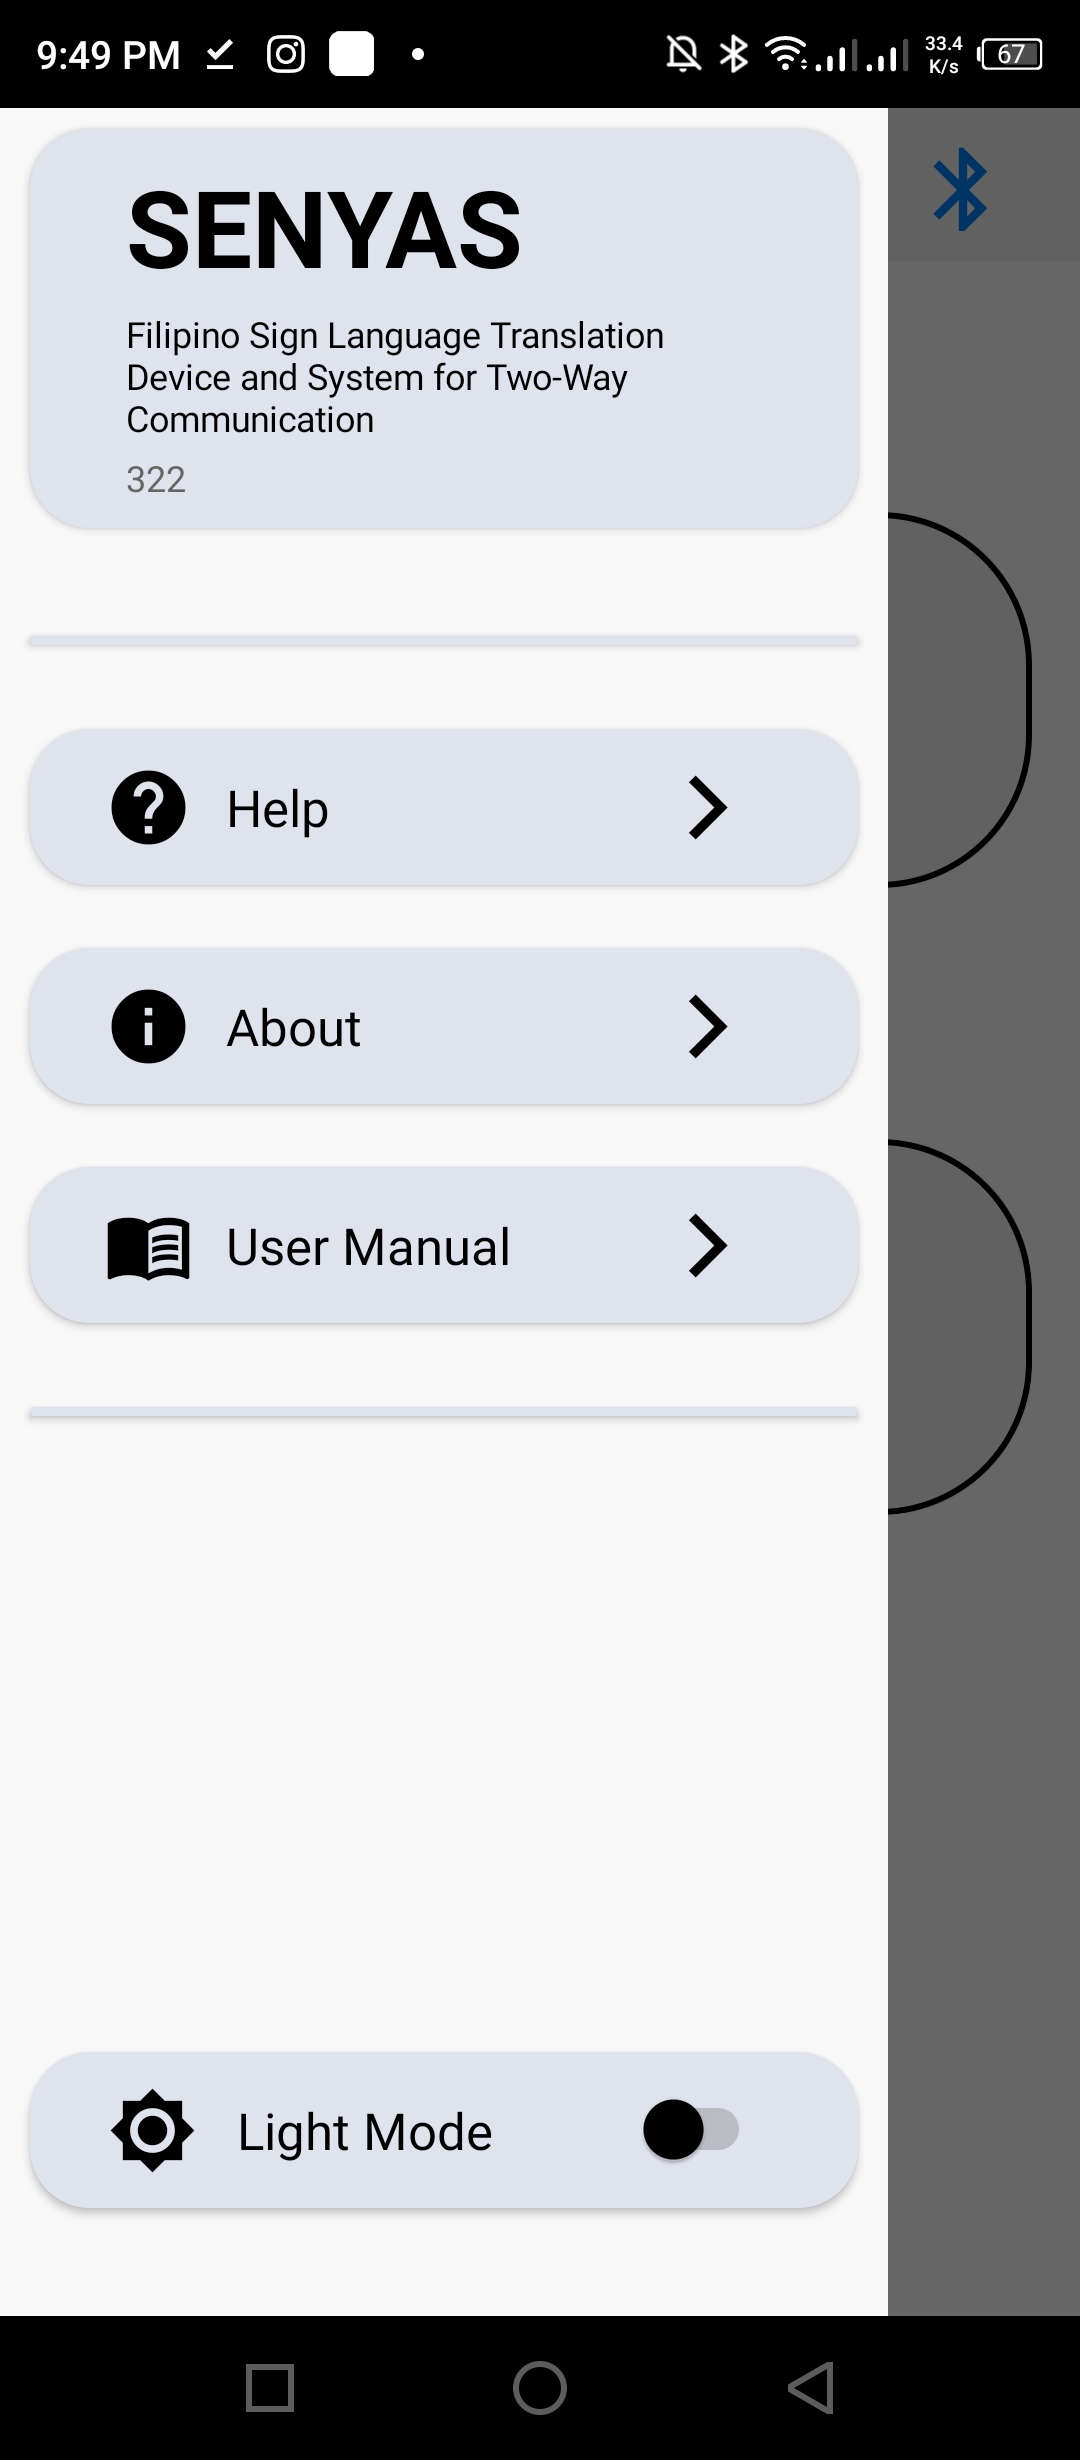 9:49 PM
33.4
K/s
67
SENYAS
Filipino Sign Language Translation
Device and System for Two-Way
Communication
322
Help
About
User Manual
Light Mode